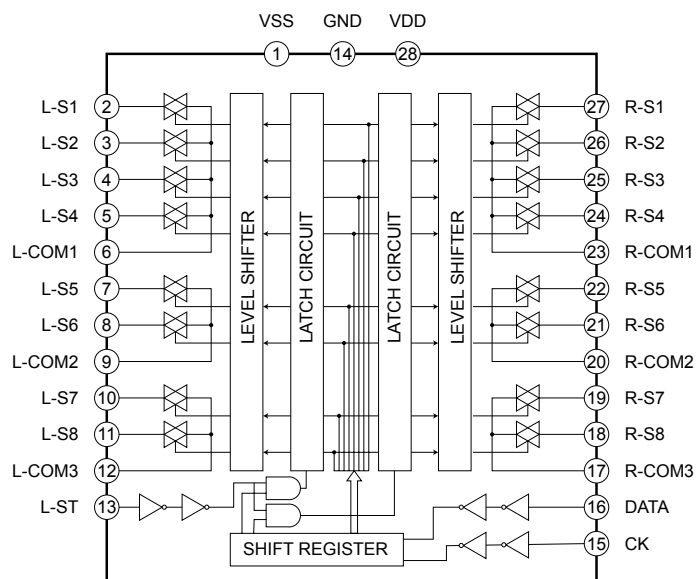 VSS GND VDD
1 14 28
L-S1 2 27 R-S1
L-S2 3 26 R-S2
L-S3 4 25 R-S3
L-S4 5 24 R-S4
L-COM1 6 23 R-COM1
L-S5 7 22 R-S5
L-S6 8 21 R-S6
L-COM2 9 20 R-COM2
L-S7 10 19 R-S7
L-S8 11 18 R-S8
L-COM3 12 17 R-COM3
L-ST 13 16 DATA
15 CK
LEVEL SHIFTER
LATCH CIRCUIT
LATCH CIRCUIT
LEVEL SHIFTER
SHIFT REGISTER